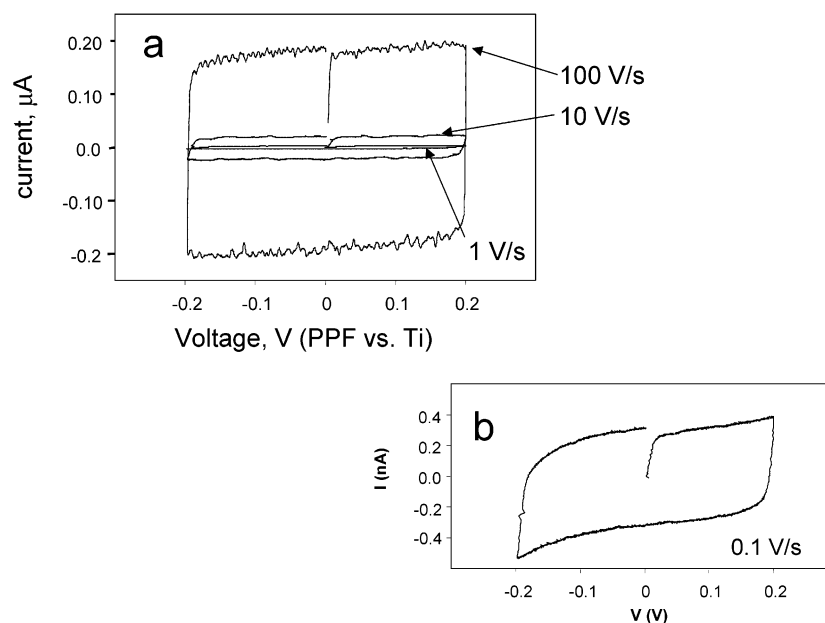 a
0.20
0.10
0.0
-0.10
-0.2
current, μA
100 V/s
10 V/s
1 V/s
-0.2 -0.1 0 0.1 0.2
Voltage, V (PPF vs. Ti)
b
0.4
0.2
0.0
-0.2
-0.4
I (nA)
0.1 V/s
-0.2 -0.1 0 0.1 0.2
V (V)